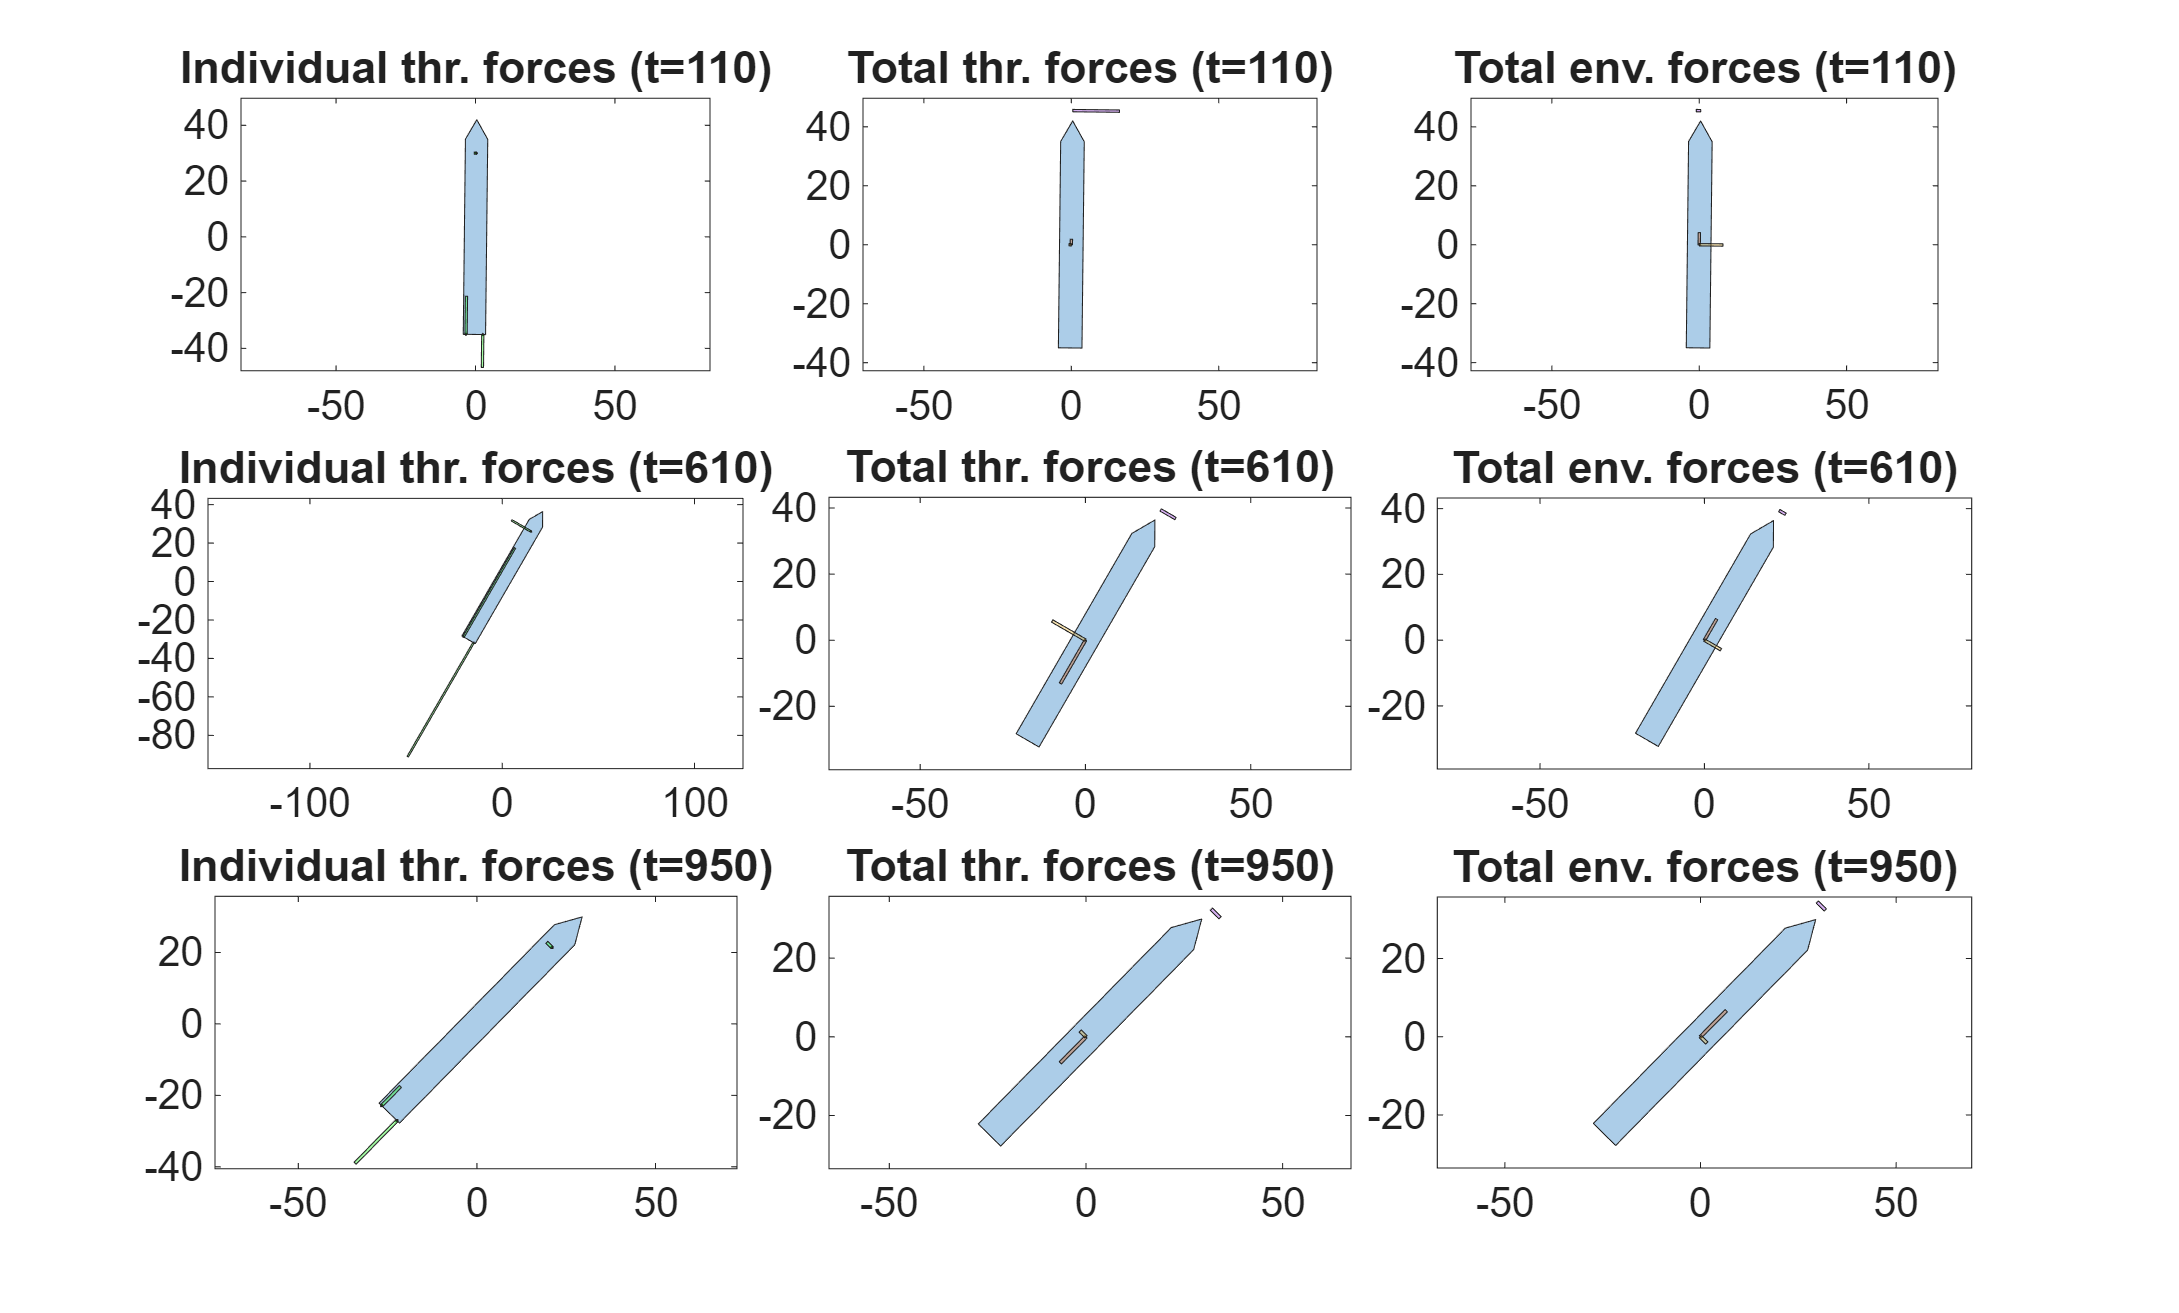 Individual thr. forces (t=110) Total thr. forces (t=110) Total env. forces (t=110)
40 40 40
20 20 20
0 0 0
-20 -20 -20
-40 -40 -40
-50 0 50 -50 0 50 -50 0 50
Individual thr. forces (t=610) Total thr. forces (t=610) Total env. forces (t=610)
40 40 40
20 20 20
0 0 0
-20 -20 -20
-40
-60
-80
-100 0 100 -50 0 50 -50 0 50
Individual thr. forces (t=950) Total thr. forces (t=950) Total env. forces (t=950)
20 20 20
0 0 0
-20 -20 -20
-40
-50 0 50 -50 0 50 -50 0 50